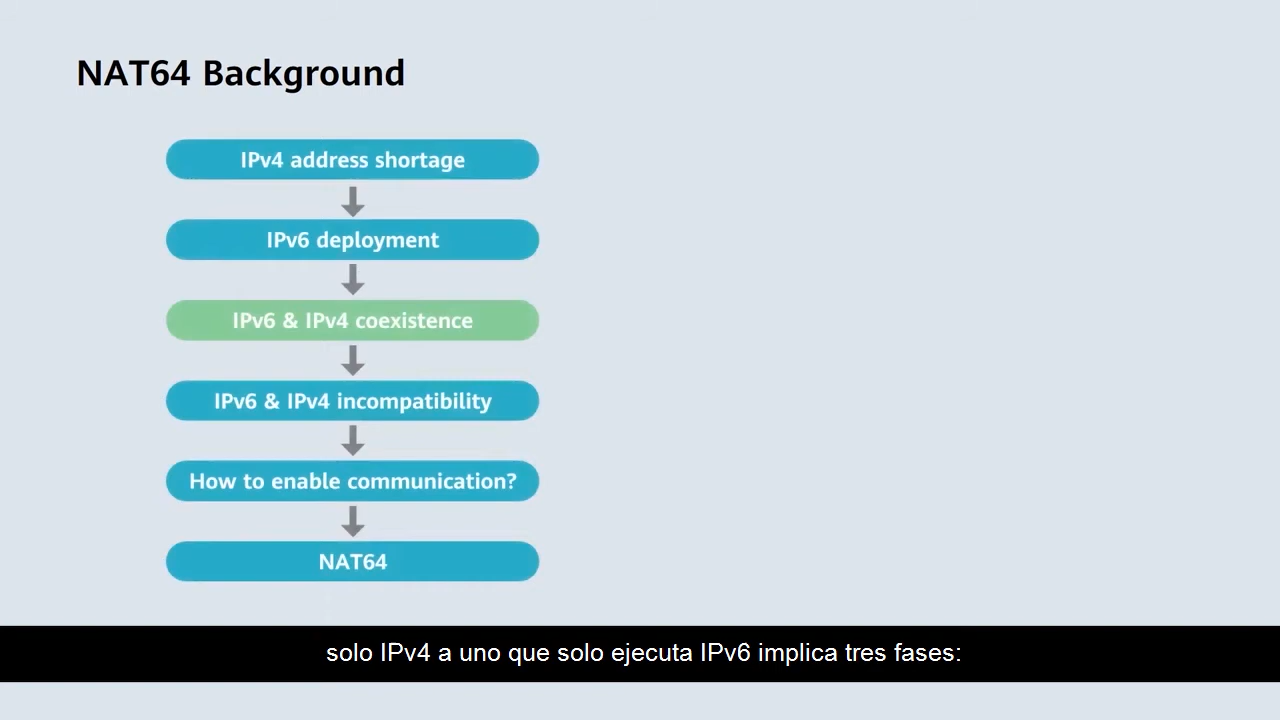 NAT64 Background
IPv4 address shortage
IPv6 deployment
IPv6 & IPv4 coexistence
IPv6 & IPv4 incompatibility
How to enable communication?
NAT64
solo IPv4 a uno que solo ejecuta IPv6 implica tres fases: